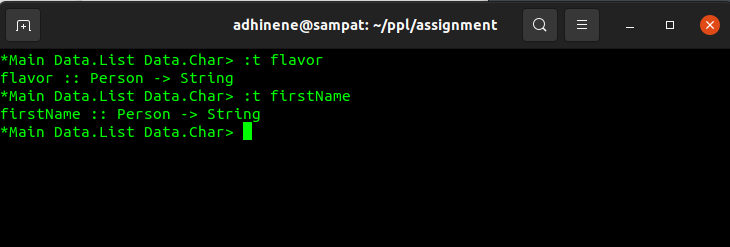 adhinene@sampat: ~/ppl/assignment
*Main Data.List Data.Char> :t flavor
flavor :: Person -> String
*Main Data.List Data.Char> :t firstName
firstName :: Person -> String
*Main Data.List Data.Char>